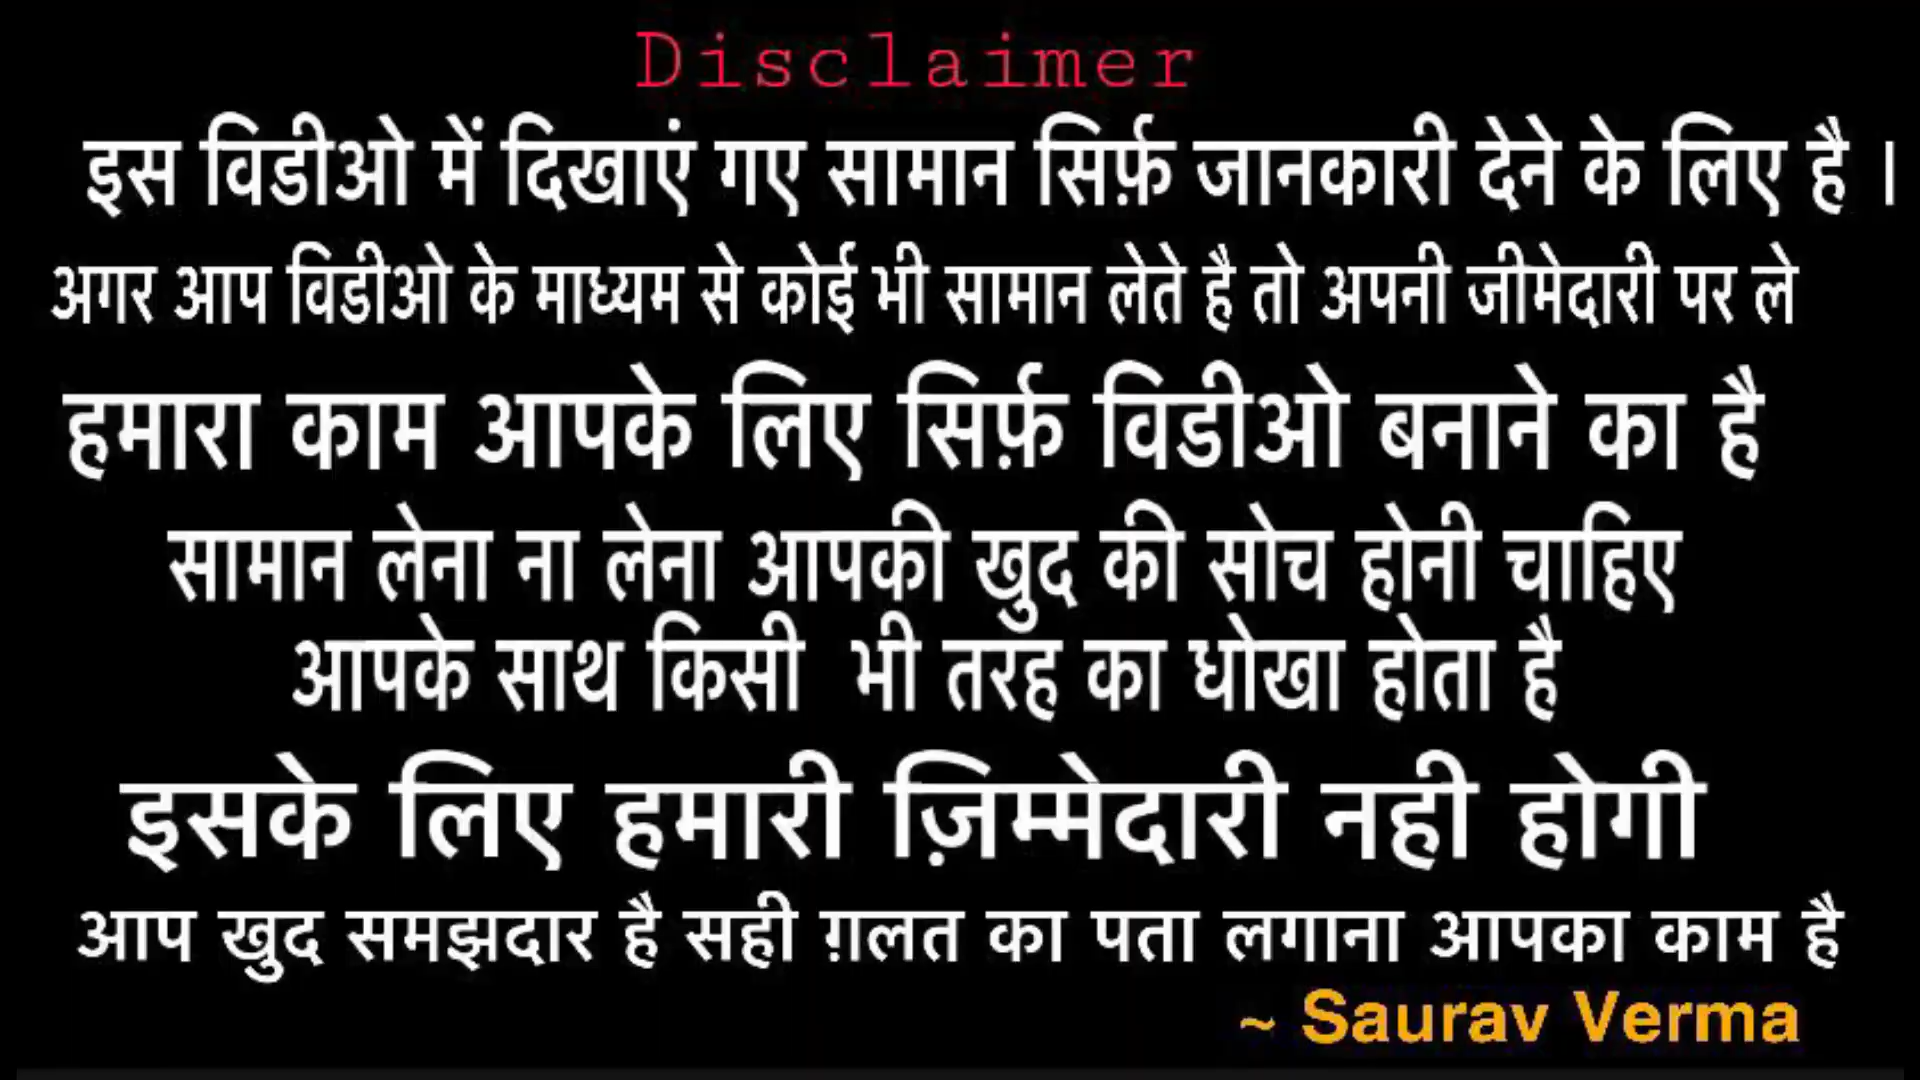 Disclaimer
इस विडीओ में दिखाएं गए सामान सिर्फ़ जानकारी देने के लिए है ।
अगर आप विडीओ के माध्यम से कोई भी सामान लेते है तो अपनी जीमेदारी पर ले
हमारा काम आपके लिए सिर्फ़ विडीओ बनाने का है
सामान लेना ना लेना आपकी खुद की सोच होनी चाहिए
आपके साथ किसी भी तरह का धोखा होता है
इसके लिए हमारी ज़िम्मेदारी नही होगी
आप खुद समझदार है सही ग़लत का पता लगाना आपका काम है
~ Saurav Verma